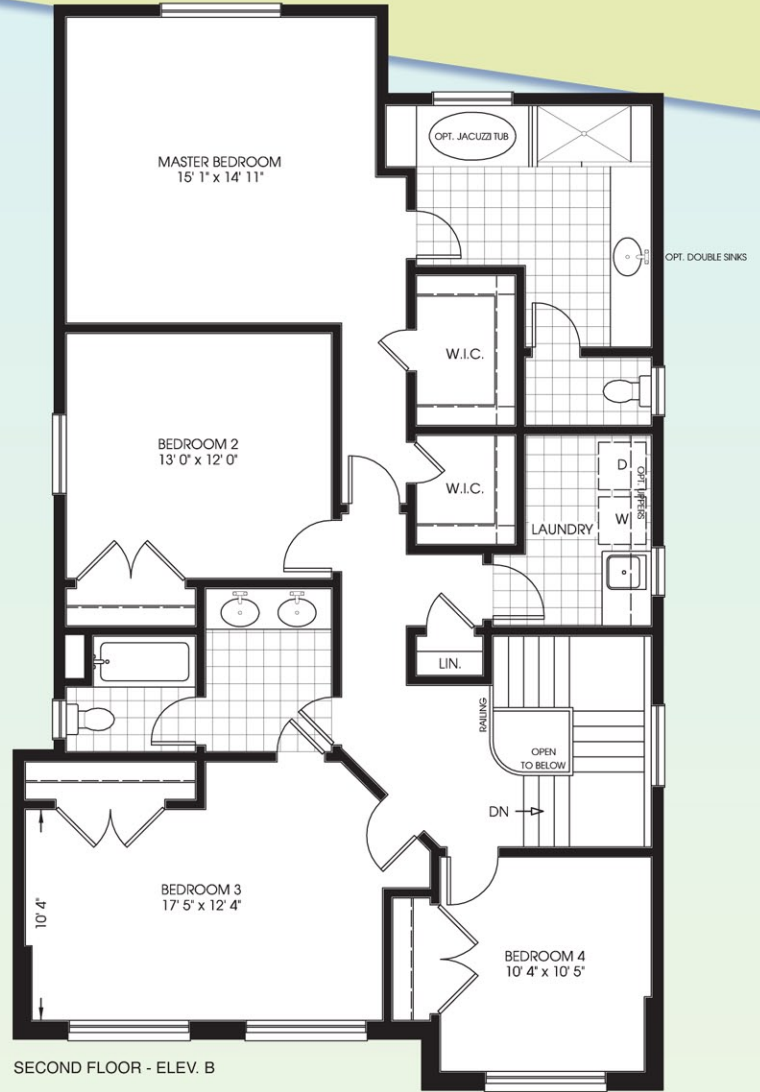 OPT. JACUZZI TUB
MASTER BEDROOM
15' 1" x 14' 11"
OPT. DOUBLE SINKS
W.I.C.
BEDROOM 2
13' 0" x 12' 0"
W.I.C.
D
OPT. UPPERS
W
LAUNDRY
LIN.
RAILING
OPEN
TO BELOW
DN
BEDROOM 3
17' 5" x 12' 4"
10' 4"
BEDROOM 4
10' 4" x 10' 5"
SECOND FLOOR - ELEV. B